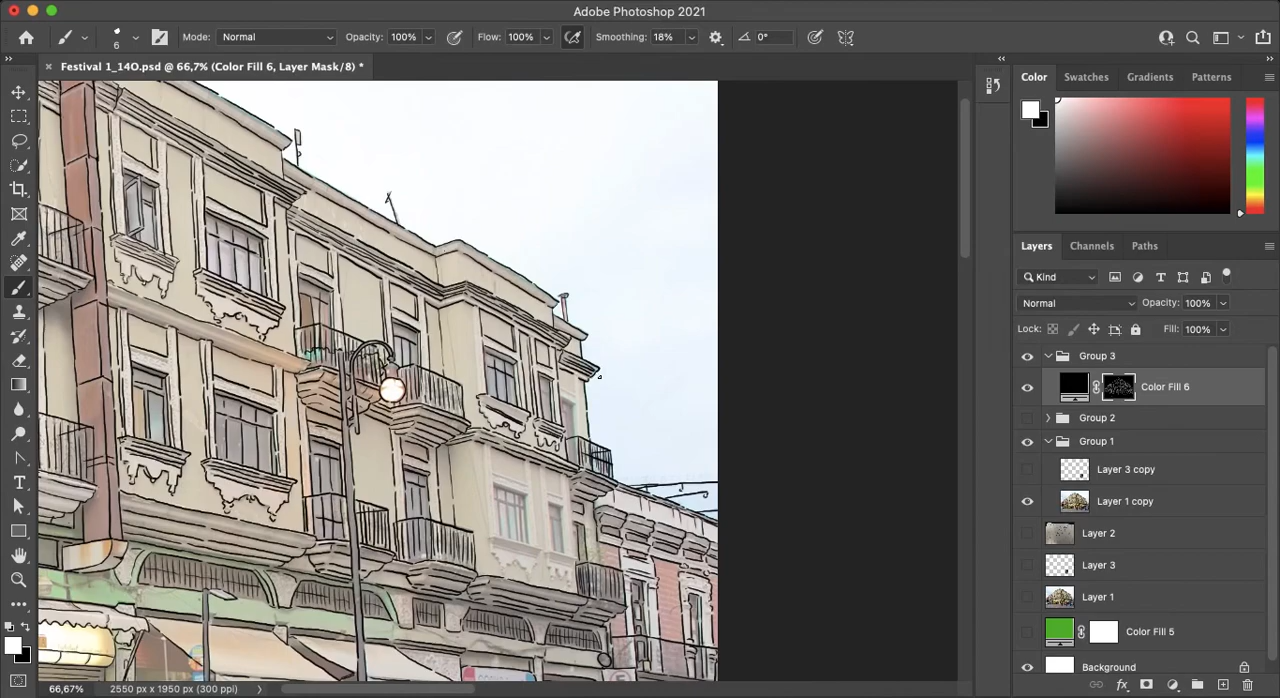 Adobe Photoshop 2021
6 Mode: Normal Opacity: 100% Flow: 100% Smoothing: 18% 0°
Festival 1_14O.psd @ 66,7% (Color Fill 6, Layer Mask/8) *
Color Swatches Gradients Patterns
Layers Channels Paths
Kind
Normal Opacity: 100%
Lock: Fill: 100%
Group 3
Color Fill 6
Group 2
Group 1
Layer 3 copy
Layer 1 copy
Layer 2
Layer 3
Layer 1
Color Fill 5
Background
66,67% 2550 px x 1950 px (300 ppi)